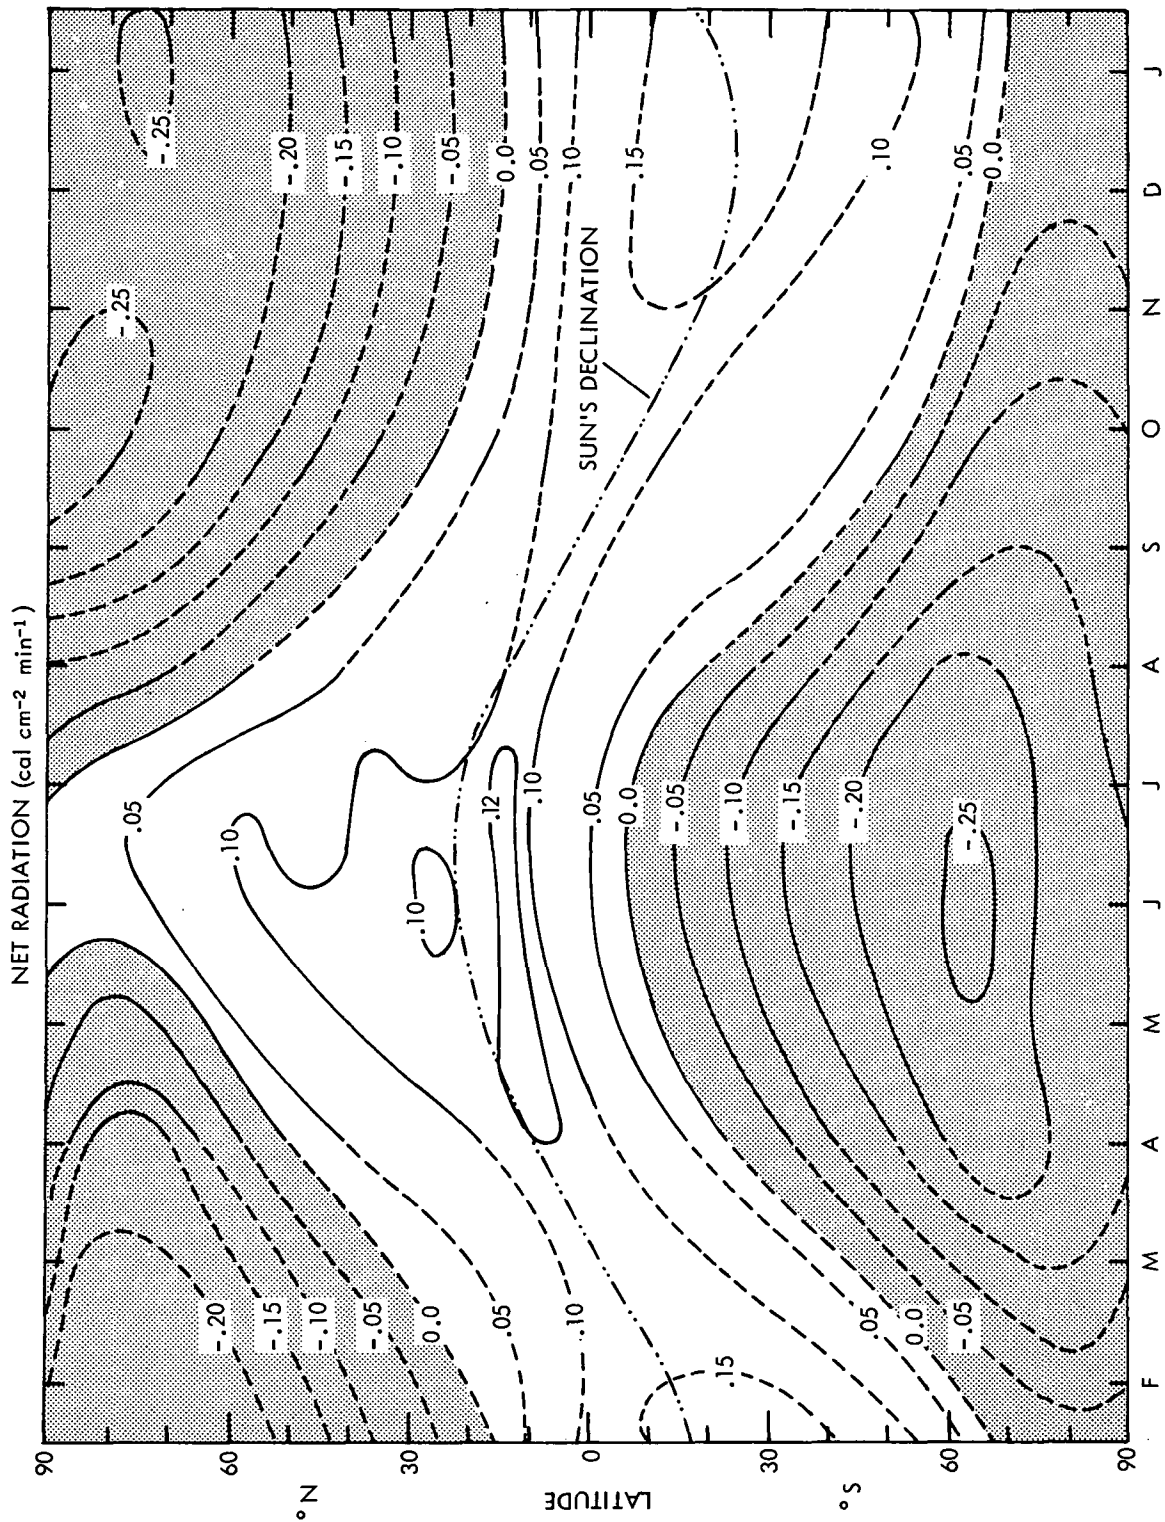 NET RADIATION (cal cm⁻² min⁻¹)
90
60
30
0
30
60
90
°N
LATITUDE
°S
F
M
A
M
J
J
A
S
O
N
D
J
-.20
-.15
-.10
-.05
0.0
.05
.10
.15
.05
0.0
-.05
.05
.10
.10
.12
.10
.05
0.0
-.05
-.10
-.15
-.20
-.25
SUN'S DECLINATION
-.25
-.25
-.20
-.15
-.10
-.05
0.0
.05
.10
.15
.10
.05
0.0